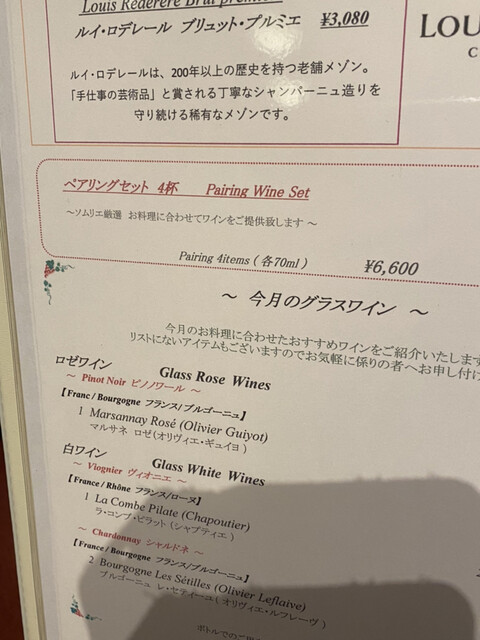 Louis Rederere Brut premier
ルイ・ロデレール ブリュット・プルミエ ¥3,080
LOU
C
ルイ・ロデレールは、200年以上の歴史を持つ老舗メゾン。
「手仕事の芸術品」と賞される丁寧なシャンパーニュ造りを
守り続ける稀有なメゾンです。
ペアリングセット 4杯 Pairing Wine Set
～ソムリエ厳選 お料理に合わせてワインをご提供致します ～
Pairing 4items ( 各70ml ) ¥6,600
～ 今月のグラスワイン ～
今月のお料理に合わせたおすすめワインをご紹介いたします
リストにないアイテムもございますのでお気軽に係りの者へお申し付け
ロゼワイン Glass Rose Wines
～ Pinot Noir ピノノワール ～
【Franc/Bourgogne フランス/ブルゴーニュ】
1 Marsannay Rosé (Olivier Guiyot)
マルサネ ロゼ(オリヴィエ・ギュイヨ )
白ワイン Glass White Wines
～ Viognier ヴィオニエ ～
【France/Rhône フランス/ローヌ】
1 La Combe Pilate (Chapoutier)
ラ・コンブ・ピラット (シャプティエ )
～ Chardonnay シャルドネ ～
【France/Bourgogne フランス/ブルゴーニュ】
2 Bourgogne Les Sétilles (Olivier Leflaive)
ブルゴーニュ レ・セティーユ ( オリヴィエ・ルフレーヴ )
ボトルでのご用